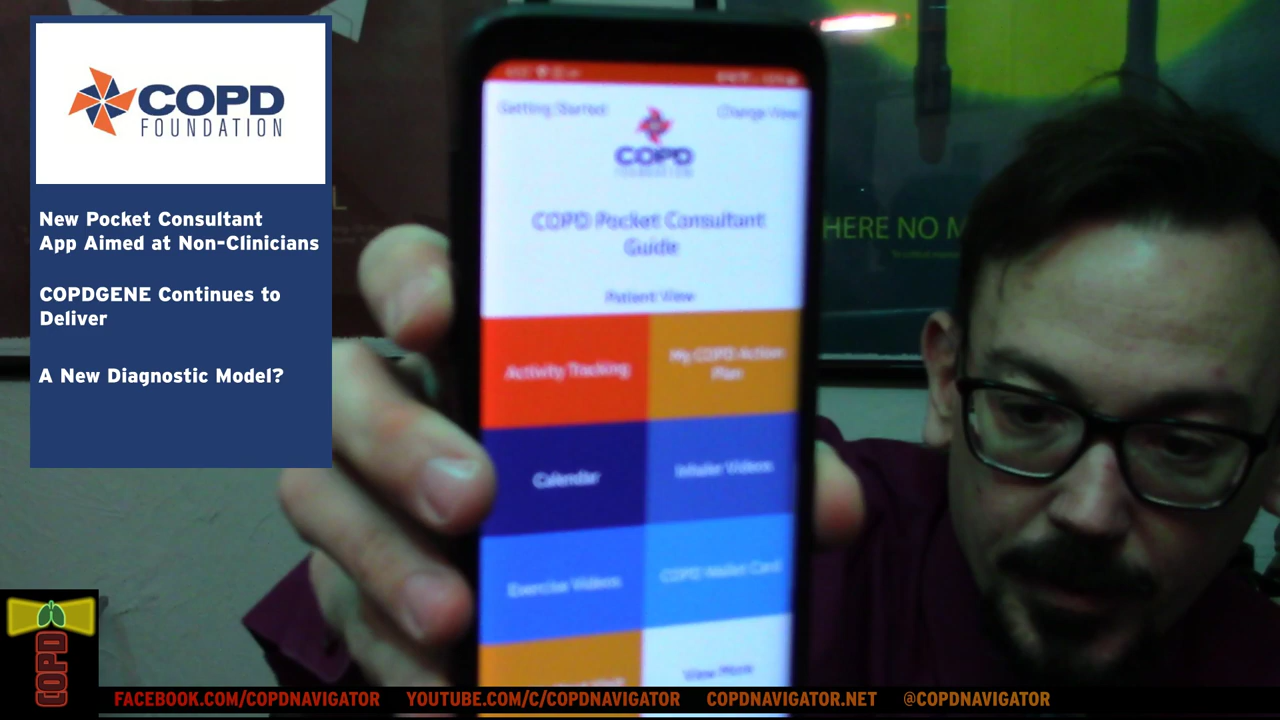 COPD
FOUNDATION
New Pocket Consultant
App Aimed at Non-Clinicians
COPDGENE Continues to
Deliver
A New Diagnostic Model?
Getting Started
Change View
COPD
FOUNDATION
COPD Pocket Consultant
Guide
Patient View
Activity Tracking
My COPD Action
Plan
Calendar
Inhaler Videos
Exercise Videos
COPD Wallet Card
View More
HERE NO M
COPD
FACEBOOK.COM/COPDNAVIGATOR YOUTUBE.COM/C/COPDNAVIGATOR COPDNAVIGATOR.NET @COPDNAVIGATOR